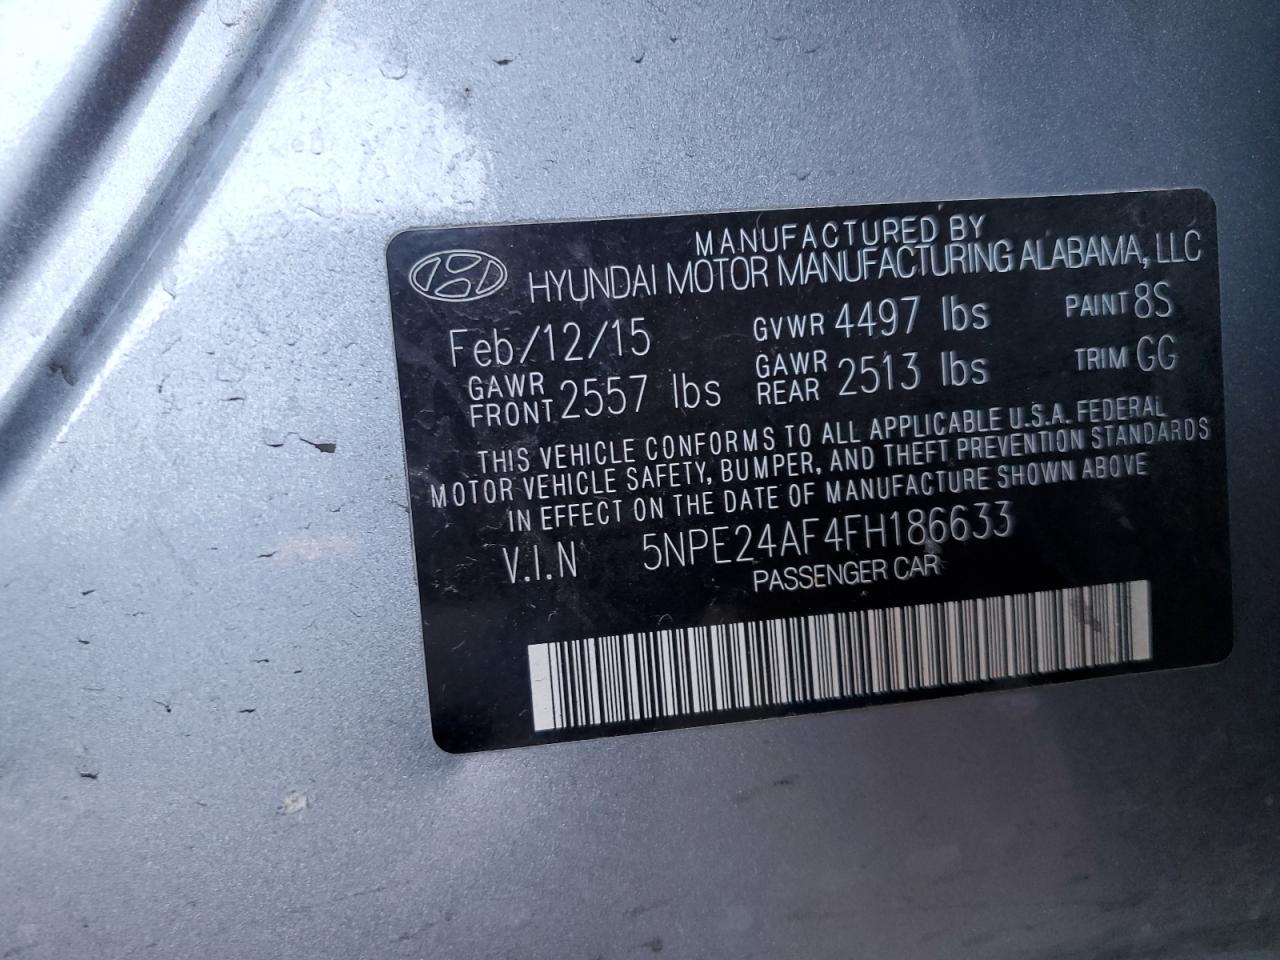 MANUFACTURED BY
HYUNDAI MOTOR MANUFACTURING ALABAMA, LLC
Feb/12/15 GVWR 4497 lbs PAINT 8S
GAWR FRONT 2557 lbs GAWR REAR 2513 lbs TRIM GG
THIS VEHICLE CONFORMS TO ALL APPLICABLE U.S.A. FEDERAL
MOTOR VEHICLE SAFETY, BUMPER, AND THEFT PREVENTION STANDARDS
IN EFFECT ON THE DATE OF MANUFACTURE SHOWN ABOVE
V.I.N 5NPE24AF4FH186633
PASSENGER CAR